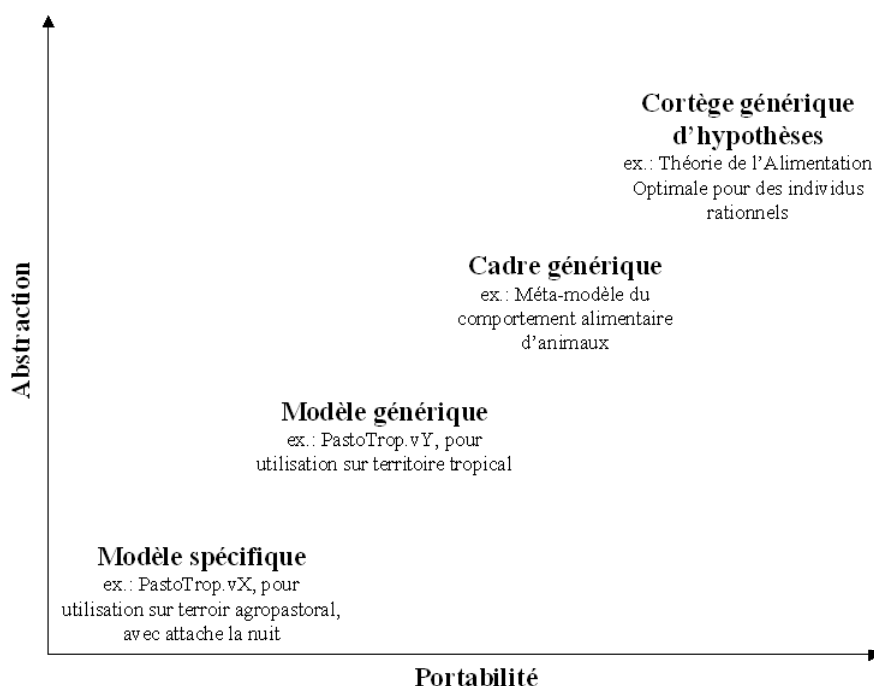 Cortège générique
d'hypothèses
ex.: Théorie de l'Alimentation
Optimale pour des individus
rationnels
Cadre générique
ex.: Méta-modèle du
comportement alimentaire
d'animaux
Abstraction
Modèle générique
ex.: PastoTrop.vY, pour
utilisation sur territoire tropical
Modèle spécifique
ex.: PastoTrop.vX, pour
utilisation sur terroir agropastoral,
avec attache la nuit
Portabilité